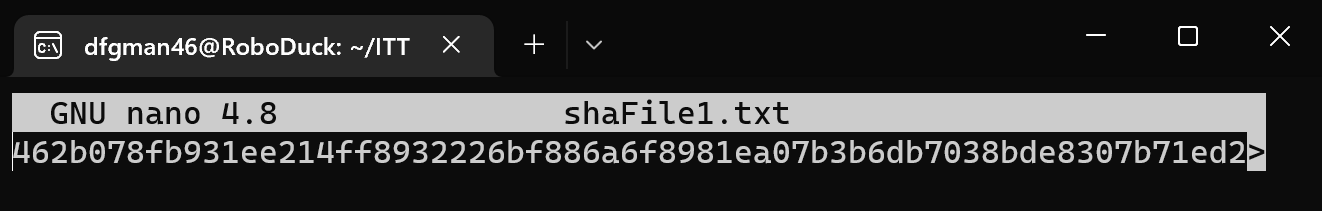 dfgman46@RoboDuck: ~/ITT
GNU nano 4.8 shaFile1.txt
462b078fb931ee214ff8932226bf886a6f8981ea07b3b6db7038bde8307b71ed2>